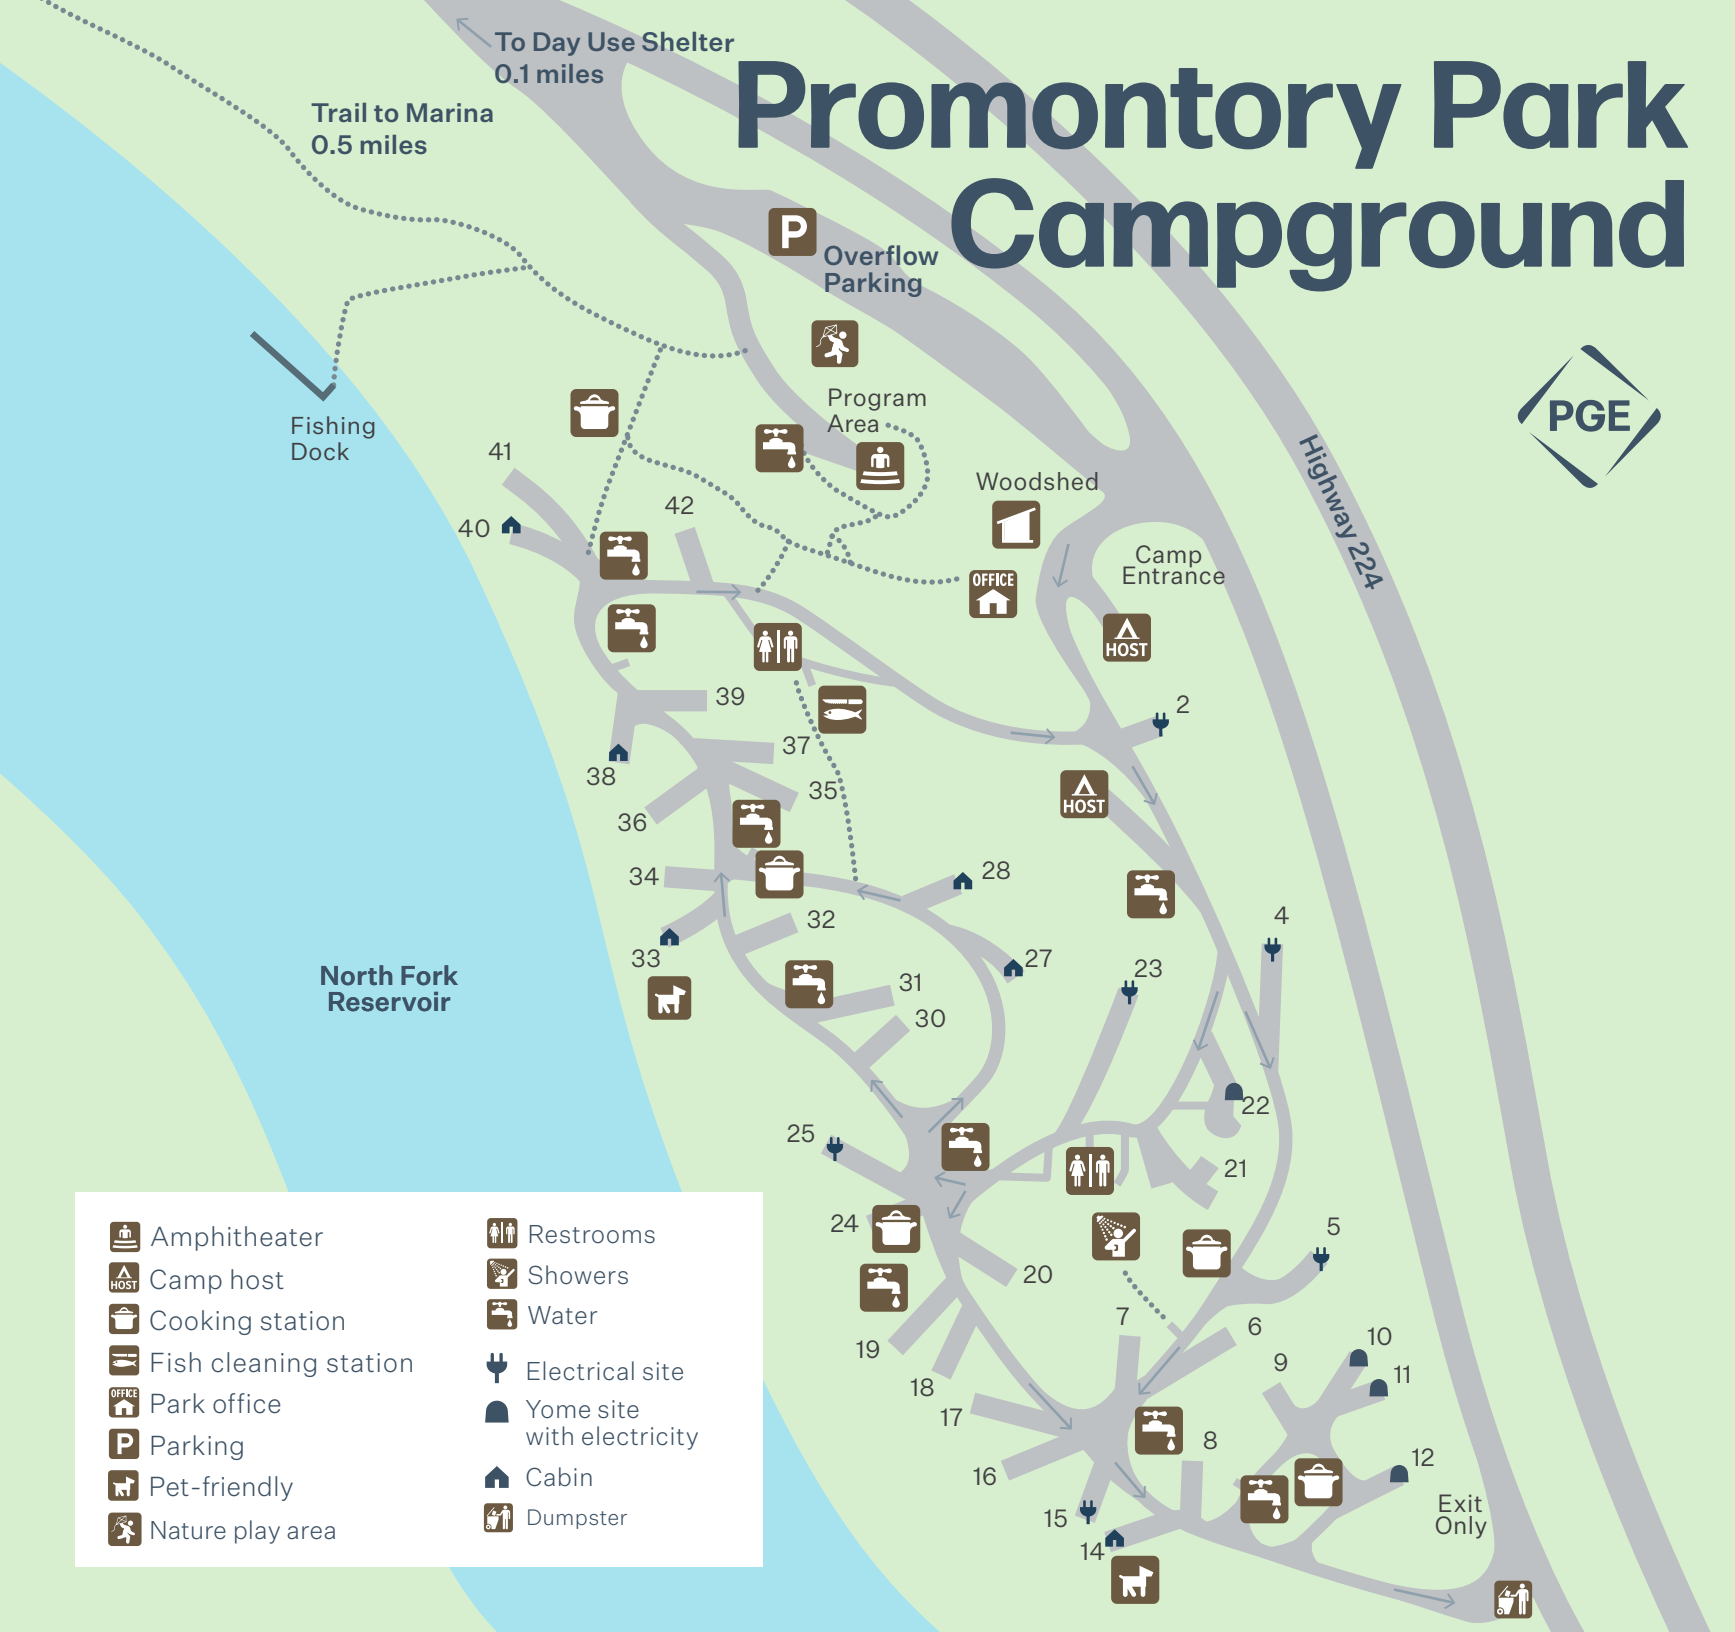 To Day Use Shelter
0.1 miles
Promontory Park
Campground
Trail to Marina
0.5 miles
P
Overflow
Parking
PGE
Program
Area
Fishing
Dock
Highway 224
41
42
40
Woodshed
OFFICE
Camp
Entrance
HOST
39
2
37
38
35
HOST
36
34
28
32
4
33
27
23
31
30
North Fork
Reservoir
22
25
21
24
5
20
7
6
19
10
9
11
18
17
8
12
16
15
14
Exit
Only
Amphitheater
HOST
Camp host
Cooking station
Fish cleaning station
OFFICE
Park office
P
Parking
Pet-friendly
Nature play area
Restrooms
Showers
Water
Electrical site
Yome site
with electricity
Cabin
Dumpster